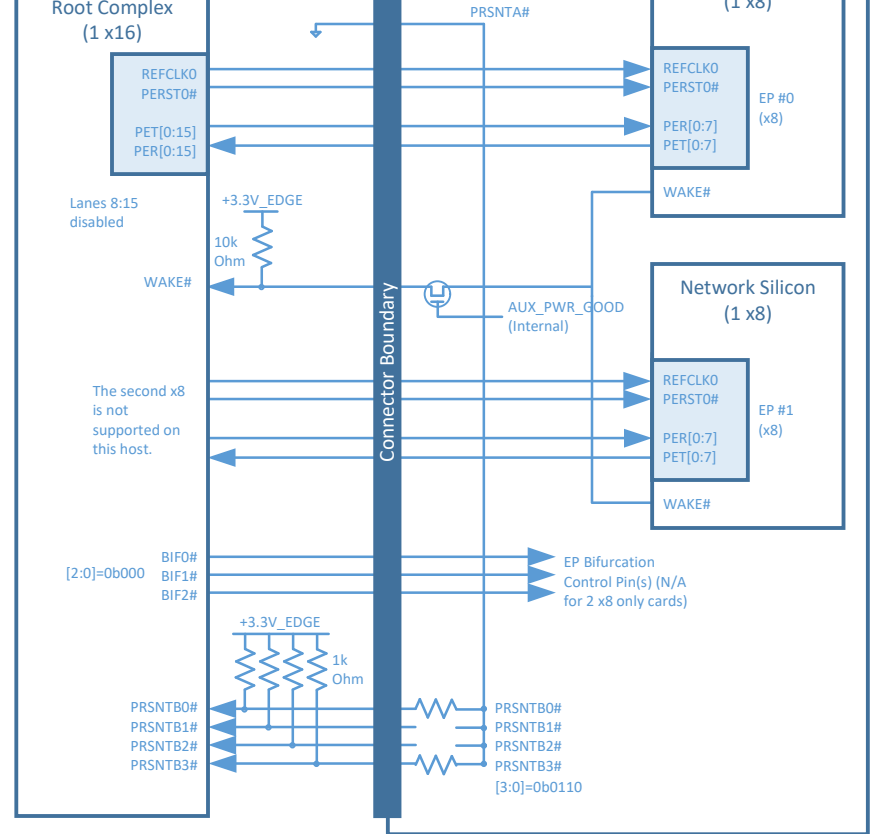 Root Complex
(1 x16)
PRSNTA#
(1 x8)
REFCLK0
PERST0#
PET[0:15]
PER[0:15]
REFCLK0
PERST0#
PER[0:7]
PET[0:7]
EP #0
(x8)
WAKE#
Lanes 8:15
disabled
+3.3V_EDGE
10k
Ohm
WAKE#
Connector Boundary
AUX_PWR_GOOD
(Internal)
Network Silicon
(1 x8)
The second x8
is not
supported on
this host.
REFCLK0
PERST0#
PER[0:7]
PET[0:7]
EP #1
(x8)
WAKE#
[2:0]=0b000
BIF0#
BIF1#
BIF2#
EP Bifurcation
Control Pin(s) (N/A
for 2 x8 only cards)
+3.3V_EDGE
1k
Ohm
PRSNTB0#
PRSNTB1#
PRSNTB2#
PRSNTB3#
PRSNTB0#
PRSNTB1#
PRSNTB2#
PRSNTB3#
[3:0]=0b0110